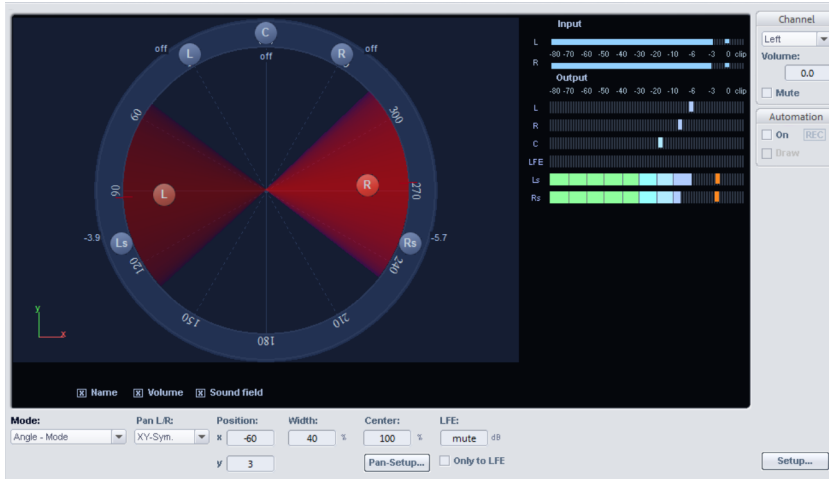 Input
L
-80 -70 -60 -50 -40 -30 -20 -10 -6 -3 0 clip
R
Output
-80 -70 -60 -50 -40 -30 -20 -10 -6 -3 0 clip
L
R
C
LFE
Ls
Rs
C
off
off L
R off
60
300
L
R
90
270
-3.9 Ls
Rs -5.7
120
240
150
210
180
y
x
x Name x Volume x Sound field
Channel
Left
Volume:
0.0
Mute
Automation
On REC
Draw
Mode: Pan L/R: Position: Width: Center: LFE:
Angle - Mode XY-Sym. x -60 40 % 100 % mute dB
y 3 Pan-Setup... Only to LFE
Setup...